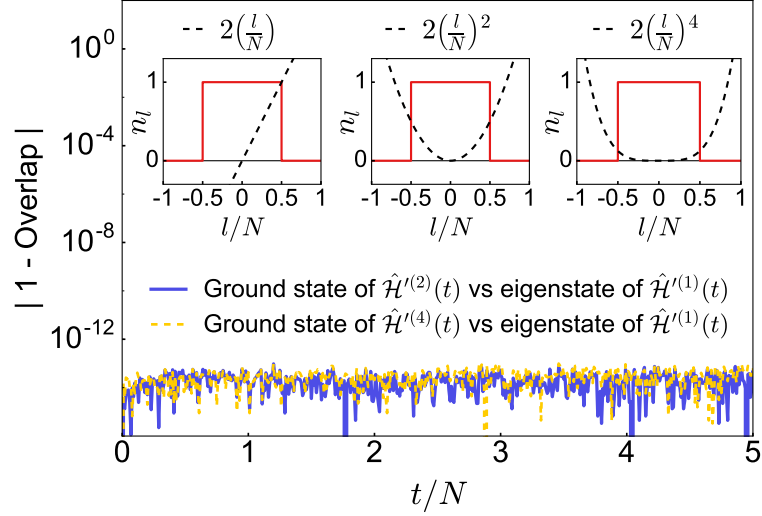 2(l/N) 2(l/N)² 2(l/N)⁴
10⁰
1 1 1
n_l n_l n_l
0 0 0
-1 -0.5 0 0.5 1 -1 -0.5 0 0.5 1 -1 -0.5 0 0.5 1
l/N l/N l/N
10⁻⁴
10⁻⁸
10⁻¹²
| 1 - Overlap |
Ground state of Ĥ′⁽²⁾(t) vs eigenstate of Ĥ′⁽¹⁾(t)
Ground state of Ĥ′⁽⁴⁾(t) vs eigenstate of Ĥ′⁽¹⁾(t)
0 1 2 3 4 5
t/N